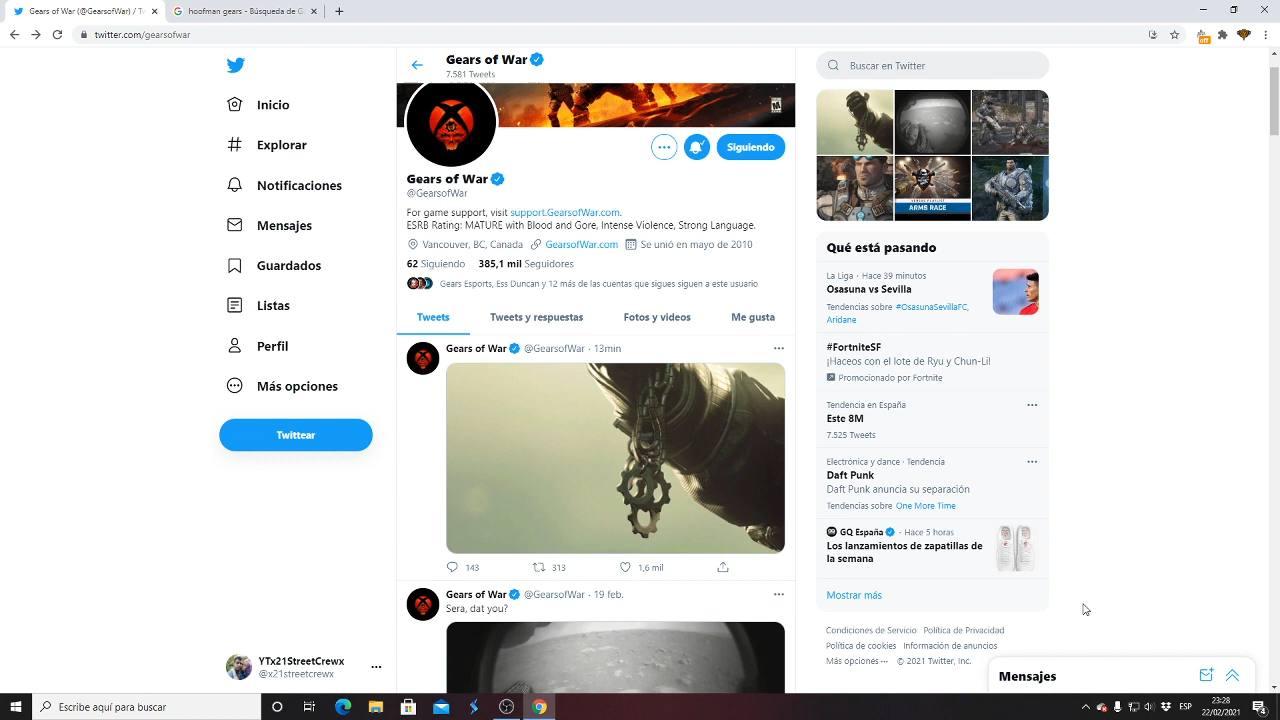 Gears of War (@GearsofWar) / Tw
hoofman gears - Búsqueda de G
twitter.com/gearsofwar
off
Inicio
Explorar
Notificaciones
Mensajes
Guardados
Listas
Perfil
Más opciones
Twittear
YTx21StreetCrewx
@x21streetcrewx
Gears of War
7.581 Tweets
M
Siguiendo
Gears of War
@GearsofWar
For game support, visit support.GearsofWar.com.
ESRB Rating: MATURE with Blood and Gore, Intense Violence, Strong Language.
Vancouver, BC, Canada GearsofWar.com Se unió en mayo de 2010
62 Siguiendo 385,1 mil Seguidores
Gears Esports, Ess Duncan y 12 más de las cuentas que sigues siguen a este usuario
Tweets Tweets y respuestas Fotos y videos Me gusta
Gears of War @GearsofWar · 13min
143 313 1,6 mil
Gears of War @GearsofWar · 19 feb.
Sera, dat you?
Buscar en Twitter
VERSUS PLAYLIST
ARMS RACE
Qué está pasando
La Liga · Hace 39 minutos
Osasuna vs Sevilla
Tendencias sobre #OsasunaSevillaFC,
Aridane
#FortniteSF
¡Haceos con el lote de Ryu y Chun-Li!
Promocionado por Fortnite
Tendencia en España
Este 8M
7.525 Tweets
Electrónica y dance · Tendencia
Daft Punk
Daft Punk anuncia su separación
Tendencias sobre One More Time
GQ España · Hace 5 horas
Los lanzamientos de zapatillas de
la semana
Mostrar más
Condiciones de Servicio Política de Privacidad
Política de cookies Información de anuncios
Más opciones ··· © 2021 Twitter, Inc.
Mensajes
Escribe aquí para buscar
ESP
23:28
22/02/2021